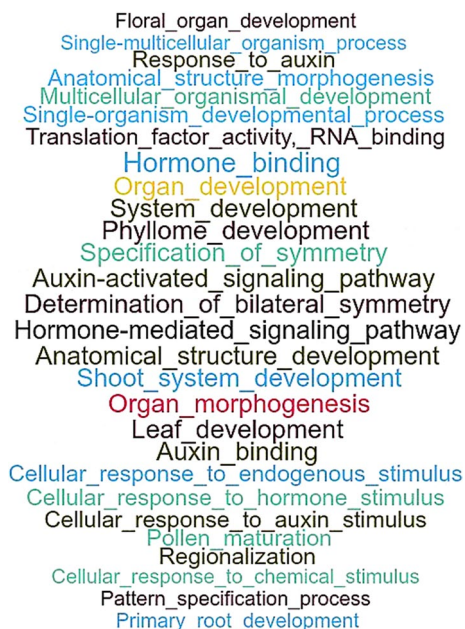 Floral_organ_development
Single-multicellular_organism_process
Response_to_auxin
Anatomical_structure_morphogenesis
Multicellular_organismal_development
Single-organism_developmental_process
Translation_factor_activity,_RNA_binding
Hormone_binding
Organ_development
System_development
Phyllome_development
Specification_of_symmetry
Auxin-activated_signaling_pathway
Determination_of_bilateral_symmetry
Hormone-mediated_signaling_pathway
Anatomical_structure_development
Shoot_system_development
Organ_morphogenesis
Leaf_development
Auxin_binding
Cellular_response_to_endogenous_stimulus
Cellular_response_to_hormone_stimulus
Cellular_response_to_auxin_stimulus
Pollen_maturation
Regionalization
Cellular_response_to_chemical_stimulus
Pattern_specification_process
Primary_root_development